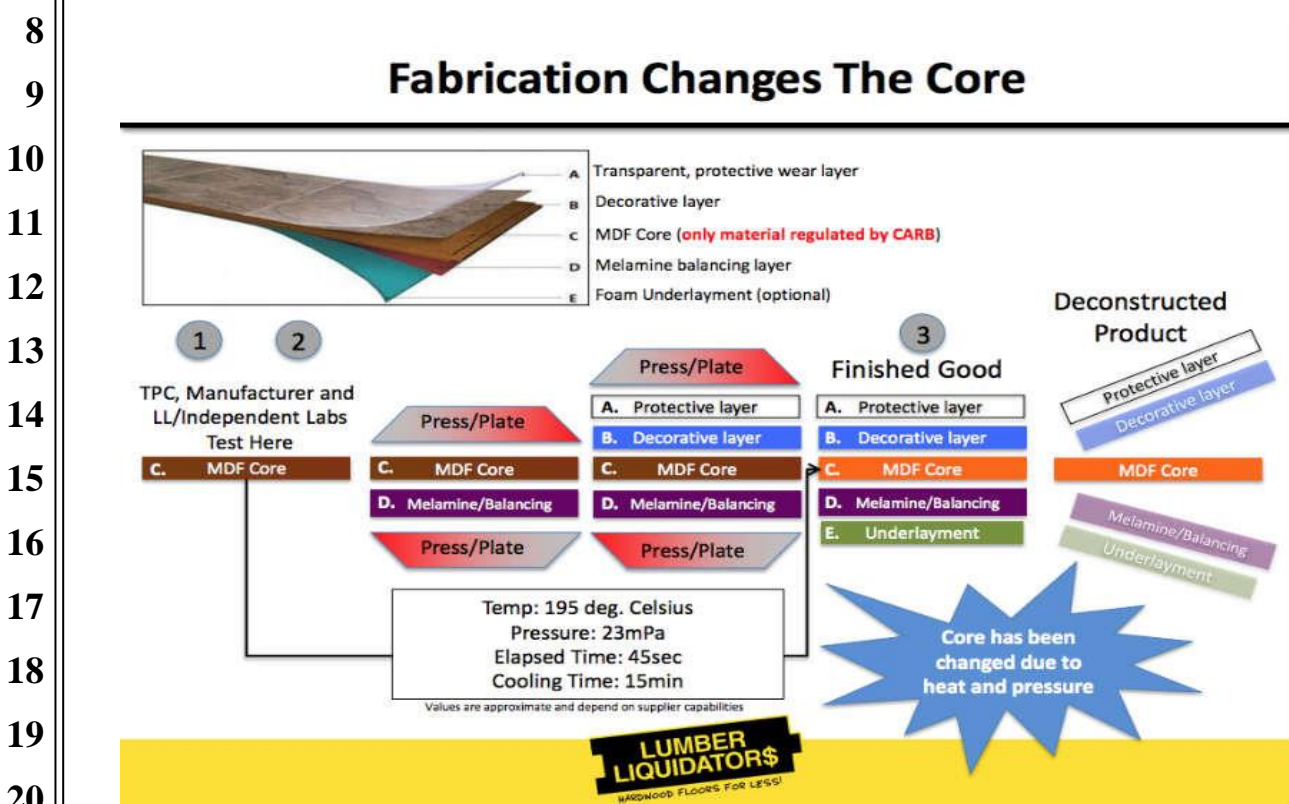 8
9
10
11
12
13
14
15
16
17
18
19
20
Fabrication Changes The Core
A Transparent, protective wear layer
B Decorative layer
C MDF Core (only material regulated by CARB)
D Melamine balancing layer
E Foam Underlayment (optional)
1
2
TPC, Manufacturer and
LL/Independent Labs
Test Here
C. MDF Core
Press/Plate
C. MDF Core
D. Melamine/Balancing
Press/Plate
Press/Plate
A. Protective layer
B. Decorative layer
C. MDF Core
D. Melamine/Balancing
Press/Plate
3
Finished Good
A. Protective layer
B. Decorative layer
C. MDF Core
D. Melamine/Balancing
E. Underlayment
Deconstructed
Product
Protective layer
Decorative layer
MDF Core
Melamine/Balancing
Underlayment
Temp: 195 deg. Celsius
Pressure: 23mPa
Elapsed Time: 45sec
Cooling Time: 15min
Values are approximate and depend on supplier capabilities
Core has been
changed due to
heat and pressure
LUMBER
LIQUIDATOR$
HARDWOOD FLOORS FOR LESS!